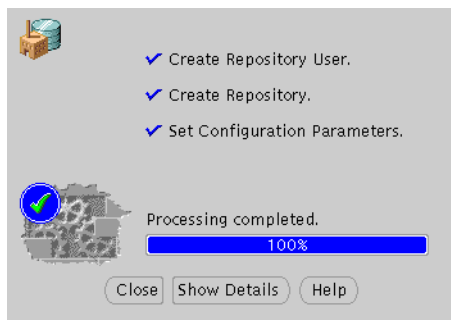 Create Repository User.
Create Repository.
Set Configuration Parameters.
Processing completed.
100%
Close Show Details Help